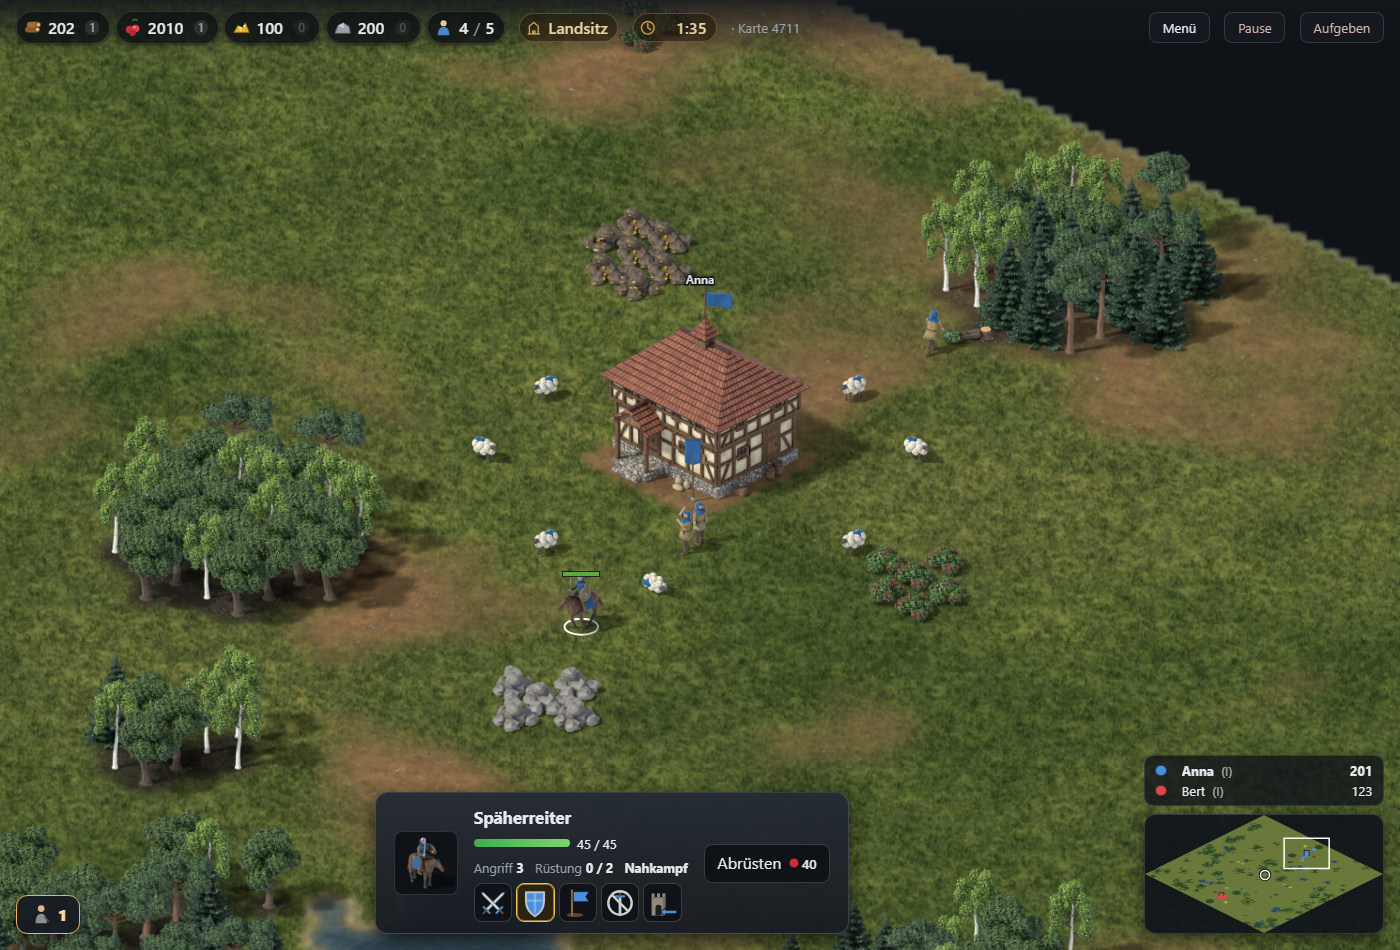 202 1 2010 1 100 0 200 0 4 / 5 Landsitz 1:35 · Karte 4711 Menü Pause Aufgeben
Anna
Anna (I) 201
Bert (I) 123
Späherreiter
45 / 45
Angriff 3 Rüstung 0 / 2 Nahkampf
Abrüsten 40
1